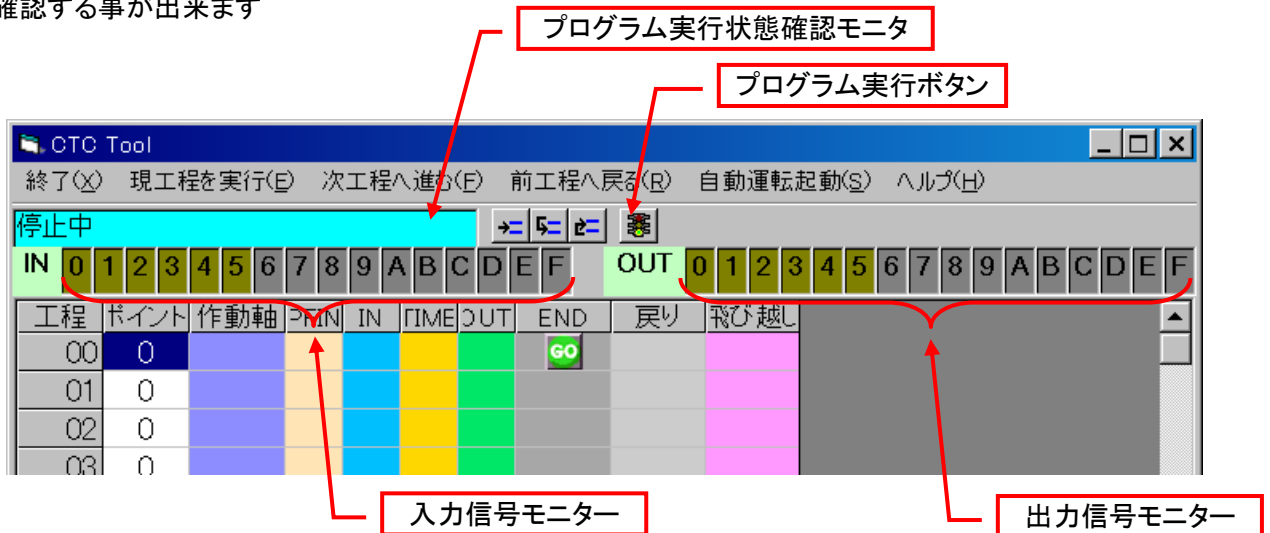 確認する事が出来ます
プログラム実行状態確認モニタ
プログラム実行ボタン
CTC Tool
終了(X) 現工程を実行(E) 次工程へ進む(F) 前工程へ戻る(R) 自動運転起動(S) ヘルプ(H)
停止中
IN 0 1 2 3 4 5 6 7 8 9 A B C D E F OUT 0 1 2 3 4 5 6 7 8 9 A B C D E F
工程 ポイント 作動軸 PRIN IN TIME OUT END 戻り 飛び越し
00 0 GO
01 0
02 0
03 0
入力信号モニター
出力信号モニター